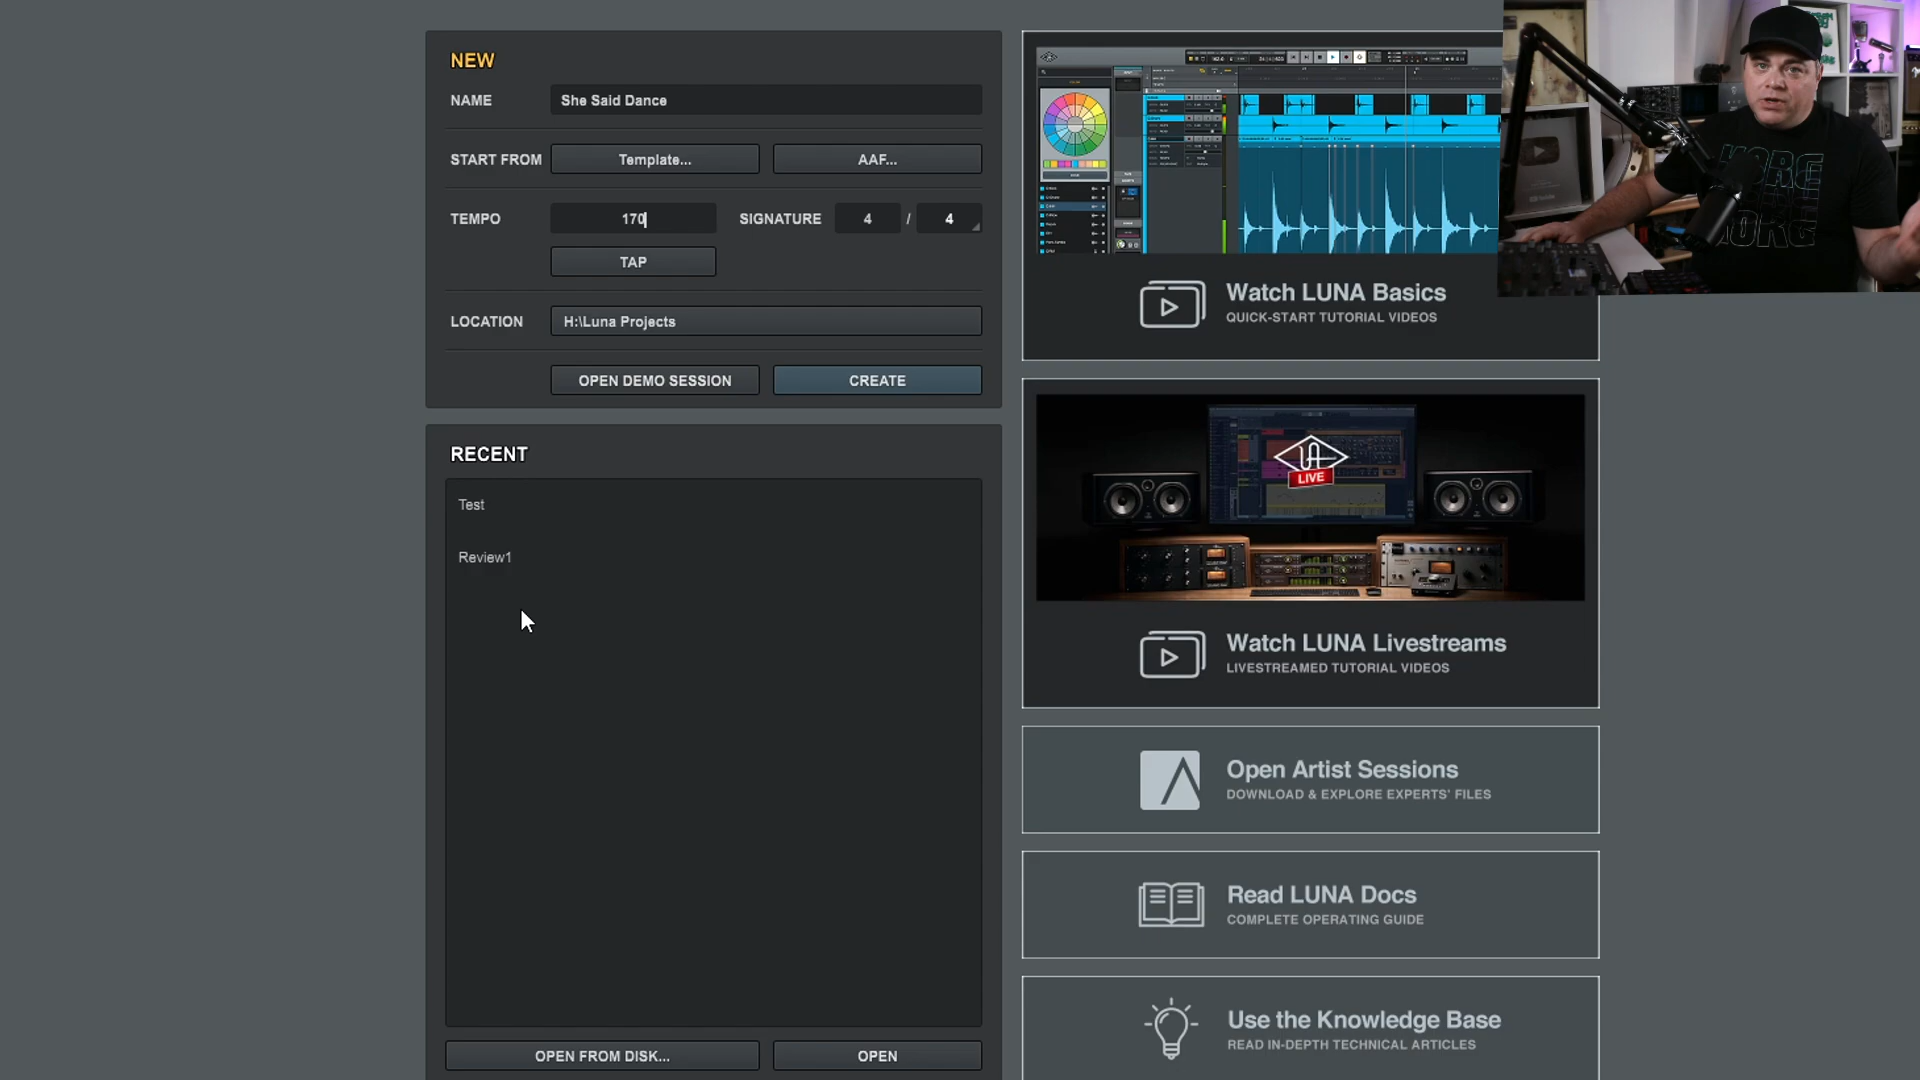 NEW
NAME
She Said Dance
START FROM
Template...
AAF...
TEMPO
170
SIGNATURE
4
/
4
TAP
LOCATION
H:\Luna Projects
OPEN DEMO SESSION
CREATE
RECENT
Test
Review1
OPEN FROM DISK...
OPEN
Watch LUNA Basics
QUICK-START TUTORIAL VIDEOS
UA
LIVE
Watch LUNA Livestreams
LIVESTREAMED TUTORIAL VIDEOS
Open Artist Sessions
DOWNLOAD & EXPLORE EXPERTS' FILES
Read LUNA Docs
COMPLETE OPERATING GUIDE
Use the Knowledge Base
READ IN-DEPTH TECHNICAL ARTICLES
KORG
KORG